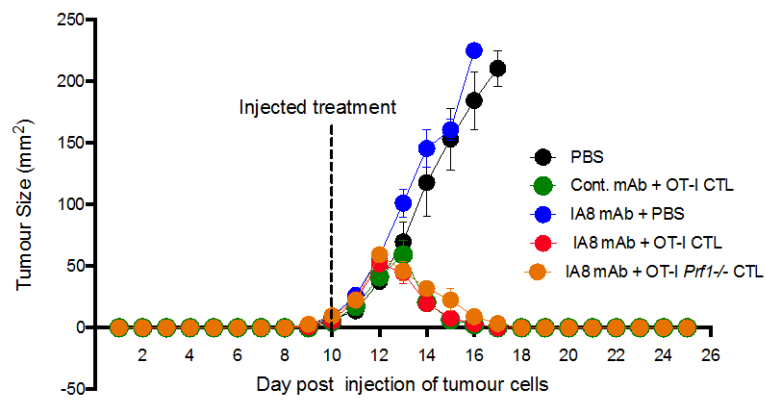 250
200
150
100
50
0
-50
Tumour Size (mm²)
Injected treatment
PBS
Cont. mAb + OT-I CTL
IA8 mAb + PBS
IA8 mAb + OT-I CTL
IA8 mAb + OT-I Prf1-/- CTL
2 4 6 8 10 12 14 16 18 20 22 24 26
Day post injection of tumour cells